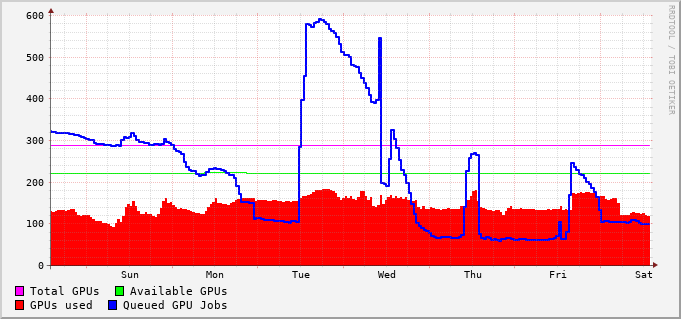 600
500
400
300
200
100
0
Sun Mon Tue Wed Thu Fri Sat
Total GPUs Available GPUs
GPUs used Queued GPU Jobs
RRDTOOL / TOBI OETIKER